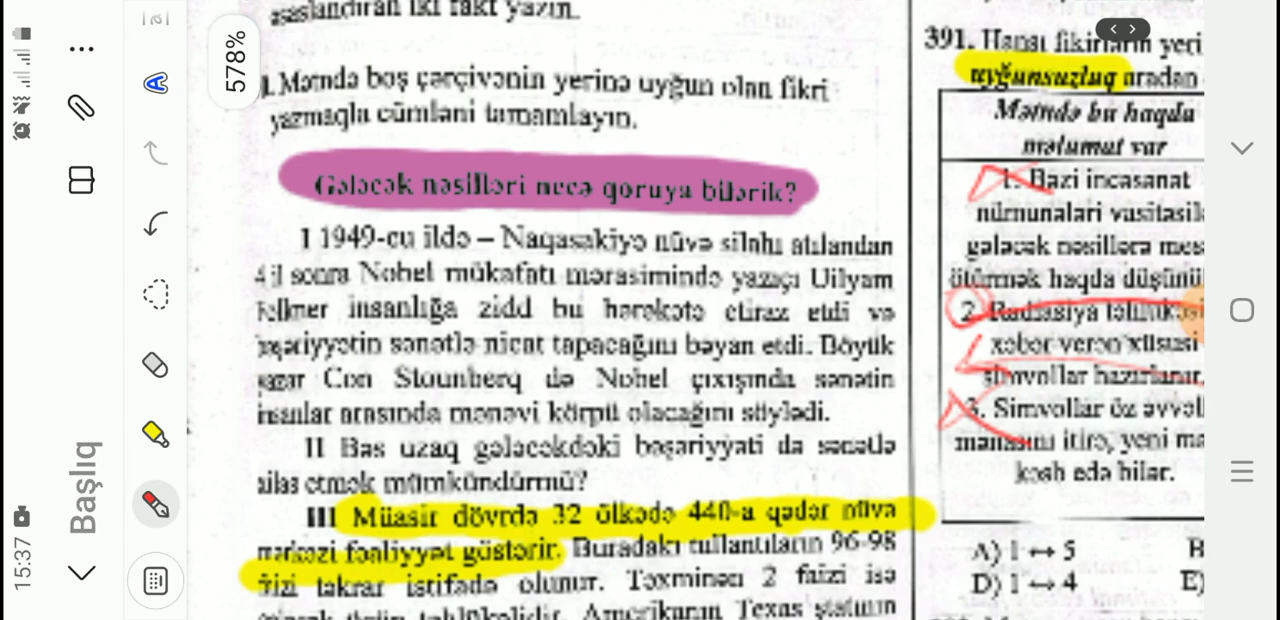 15:37
Başlıq
578%
əsaslandıran iki fakt yazın.
Mətndə boş çərçivənin yerinə uyğun olan fikri
yazmaqla cümləni tamamlayın.
Gələcək nəsilləri necə qoruya bilərik?
I 1949-cu ildə – Naqasakiyə nüvə silahı atılandan
il sonra Nobel mükafatı mərasimində yazıçı Uilyam
insanlığa zidd bu hərəkətə etiraz etdi və
bəşəriyyətin sənətlə nicat tapacağını bəyan etdi. Böyük
yazar Con Stounberq də Nobel çıxışında sənətin
insanlar arasında mənəvi körpü olacağını söylədi.
II Bəs uzaq gələcəkdəki bəşəriyyəti də sənətlə
xilas etmək mümkündürmü?
III Müasir dövrdə 32 ölkədə 440-a qədər nüvə
mərkəzi fəaliyyət göstərir. Buradakı tullantıların 96-98
faizi təkrar istifadə olunur. Təxminən 2 faizi isə
təhlükəlidir. Amerikanın Texas ştatının
391. Hansı fikirlərin yeri
uyğunsuzluq aradan
Mətndə bu haqda
məlumat var
1. Bəzi incəsənət
nümunələri vasitəsil
gələcək nəsillərə mes
ötürmək haqda düşünü
2. Radiasiya təhlükəsi
xəbər verən xüsusi
simvollar hazırlanır.
3. Simvollar öz əvvəl
mənasını itirə, yeni mə
kəsb edə bilər.
A) 1 ↔ 5
B
D) 1 ↔ 4
E)